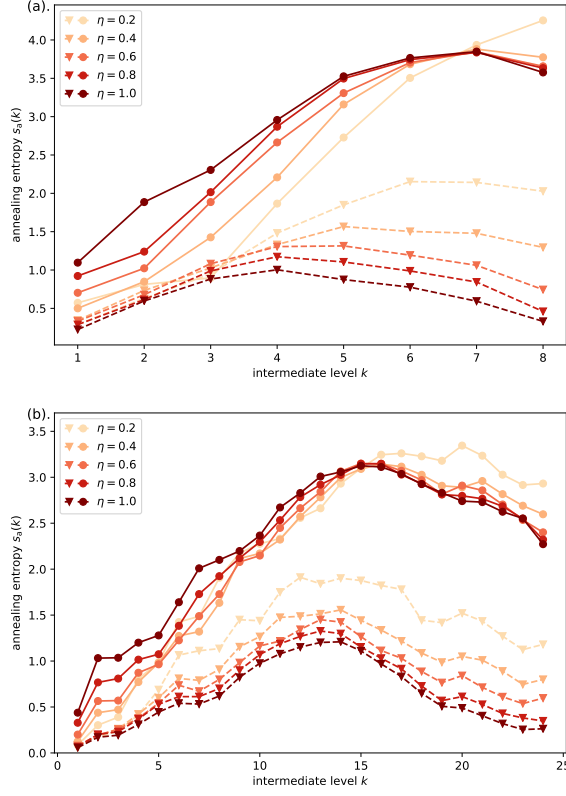 (a).
η = 0.2
η = 0.4
η = 0.6
η = 0.8
η = 1.0
annealing entropy s_a(k)
4.0
3.5
3.0
2.5
2.0
1.5
1.0
0.5
1 2 3 4 5 6 7 8
intermediate level k
(b).
η = 0.2
η = 0.4
η = 0.6
η = 0.8
η = 1.0
annealing entropy s_a(k)
3.5
3.0
2.5
2.0
1.5
1.0
0.5
0.0
0 5 10 15 20 25
intermediate level k